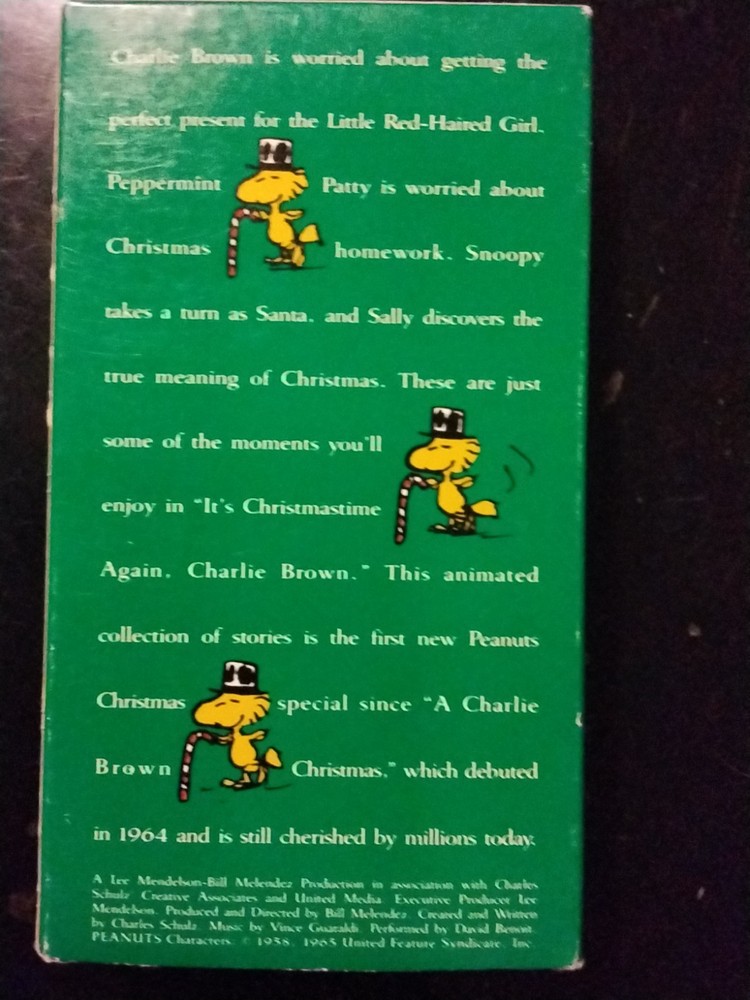 Charlie Brown is worried about getting the
perfect present for the Little Red-Haired Girl.
Peppermint Patty is worried about
Christmas homework. Snoopy
takes a turn as Santa, and Sally discovers the
true meaning of Christmas. These are just
some of the moments you'll
enjoy in "It's Christmastime
Again, Charlie Brown." This animated
collection of stories is the first new Peanuts
Christmas special since "A Charlie
Brown Christmas," which debuted
in 1964 and is still cherished by millions today.
A Lee Mendelson-Bill Melendez Production in association with Charles
Schulz Creative Associates and United Media. Executive Producer Lee
Mendelson. Produced and Directed by Bill Melendez. Created and Written
by Charles Schulz. Music by Vince Guaraldi. Performed by David Benoit.
PEANUTS Characters: © 1958, 1965 United Feature Syndicate, Inc.